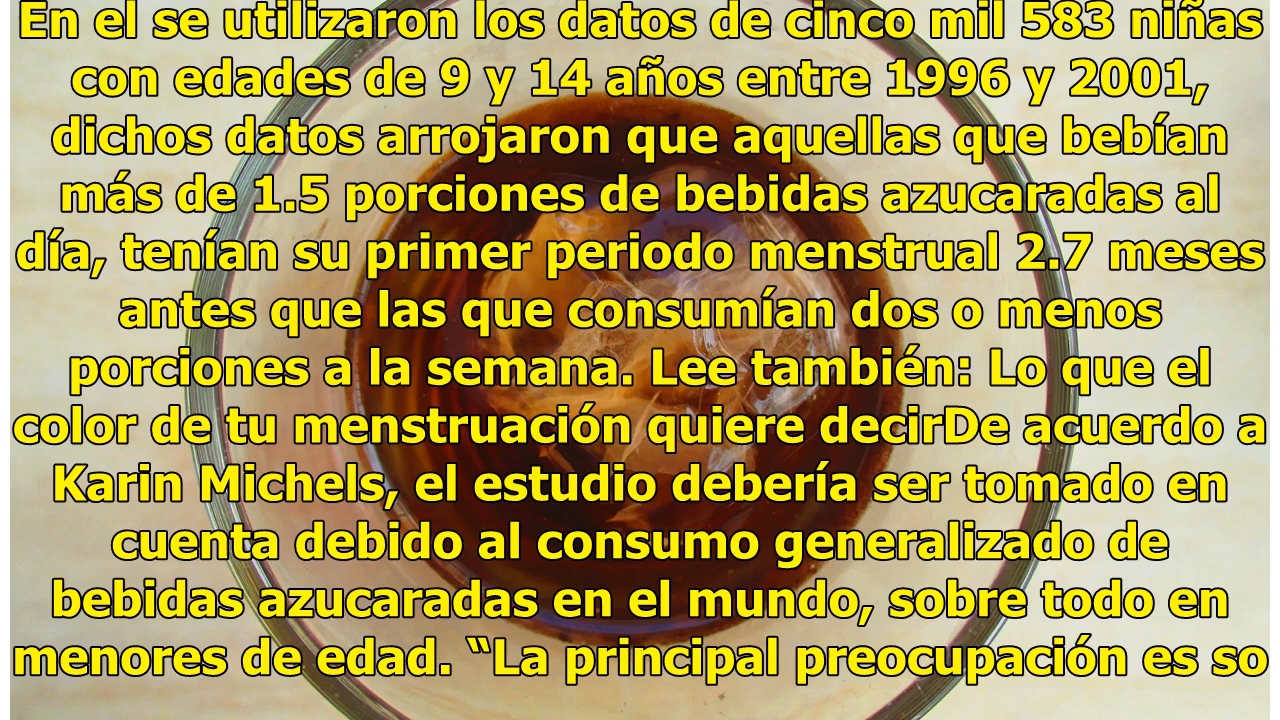 En el se utilizaron los datos de cinco mil 583 niñas
con edades de 9 y 14 años entre 1996 y 2001,
dichos datos arrojaron que aquellas que bebían
más de 1.5 porciones de bebidas azucaradas al
día, tenían su primer periodo menstrual 2.7 meses
antes que las que consumían dos o menos
porciones a la semana. Lee también: Lo que el
color de tu menstruación quiere decirDe acuerdo a
Karin Michels, el estudio debería ser tomado en
cuenta debido al consumo generalizado de
bebidas azucaradas en el mundo, sobre todo en
menores de edad. “La principal preocupación es so